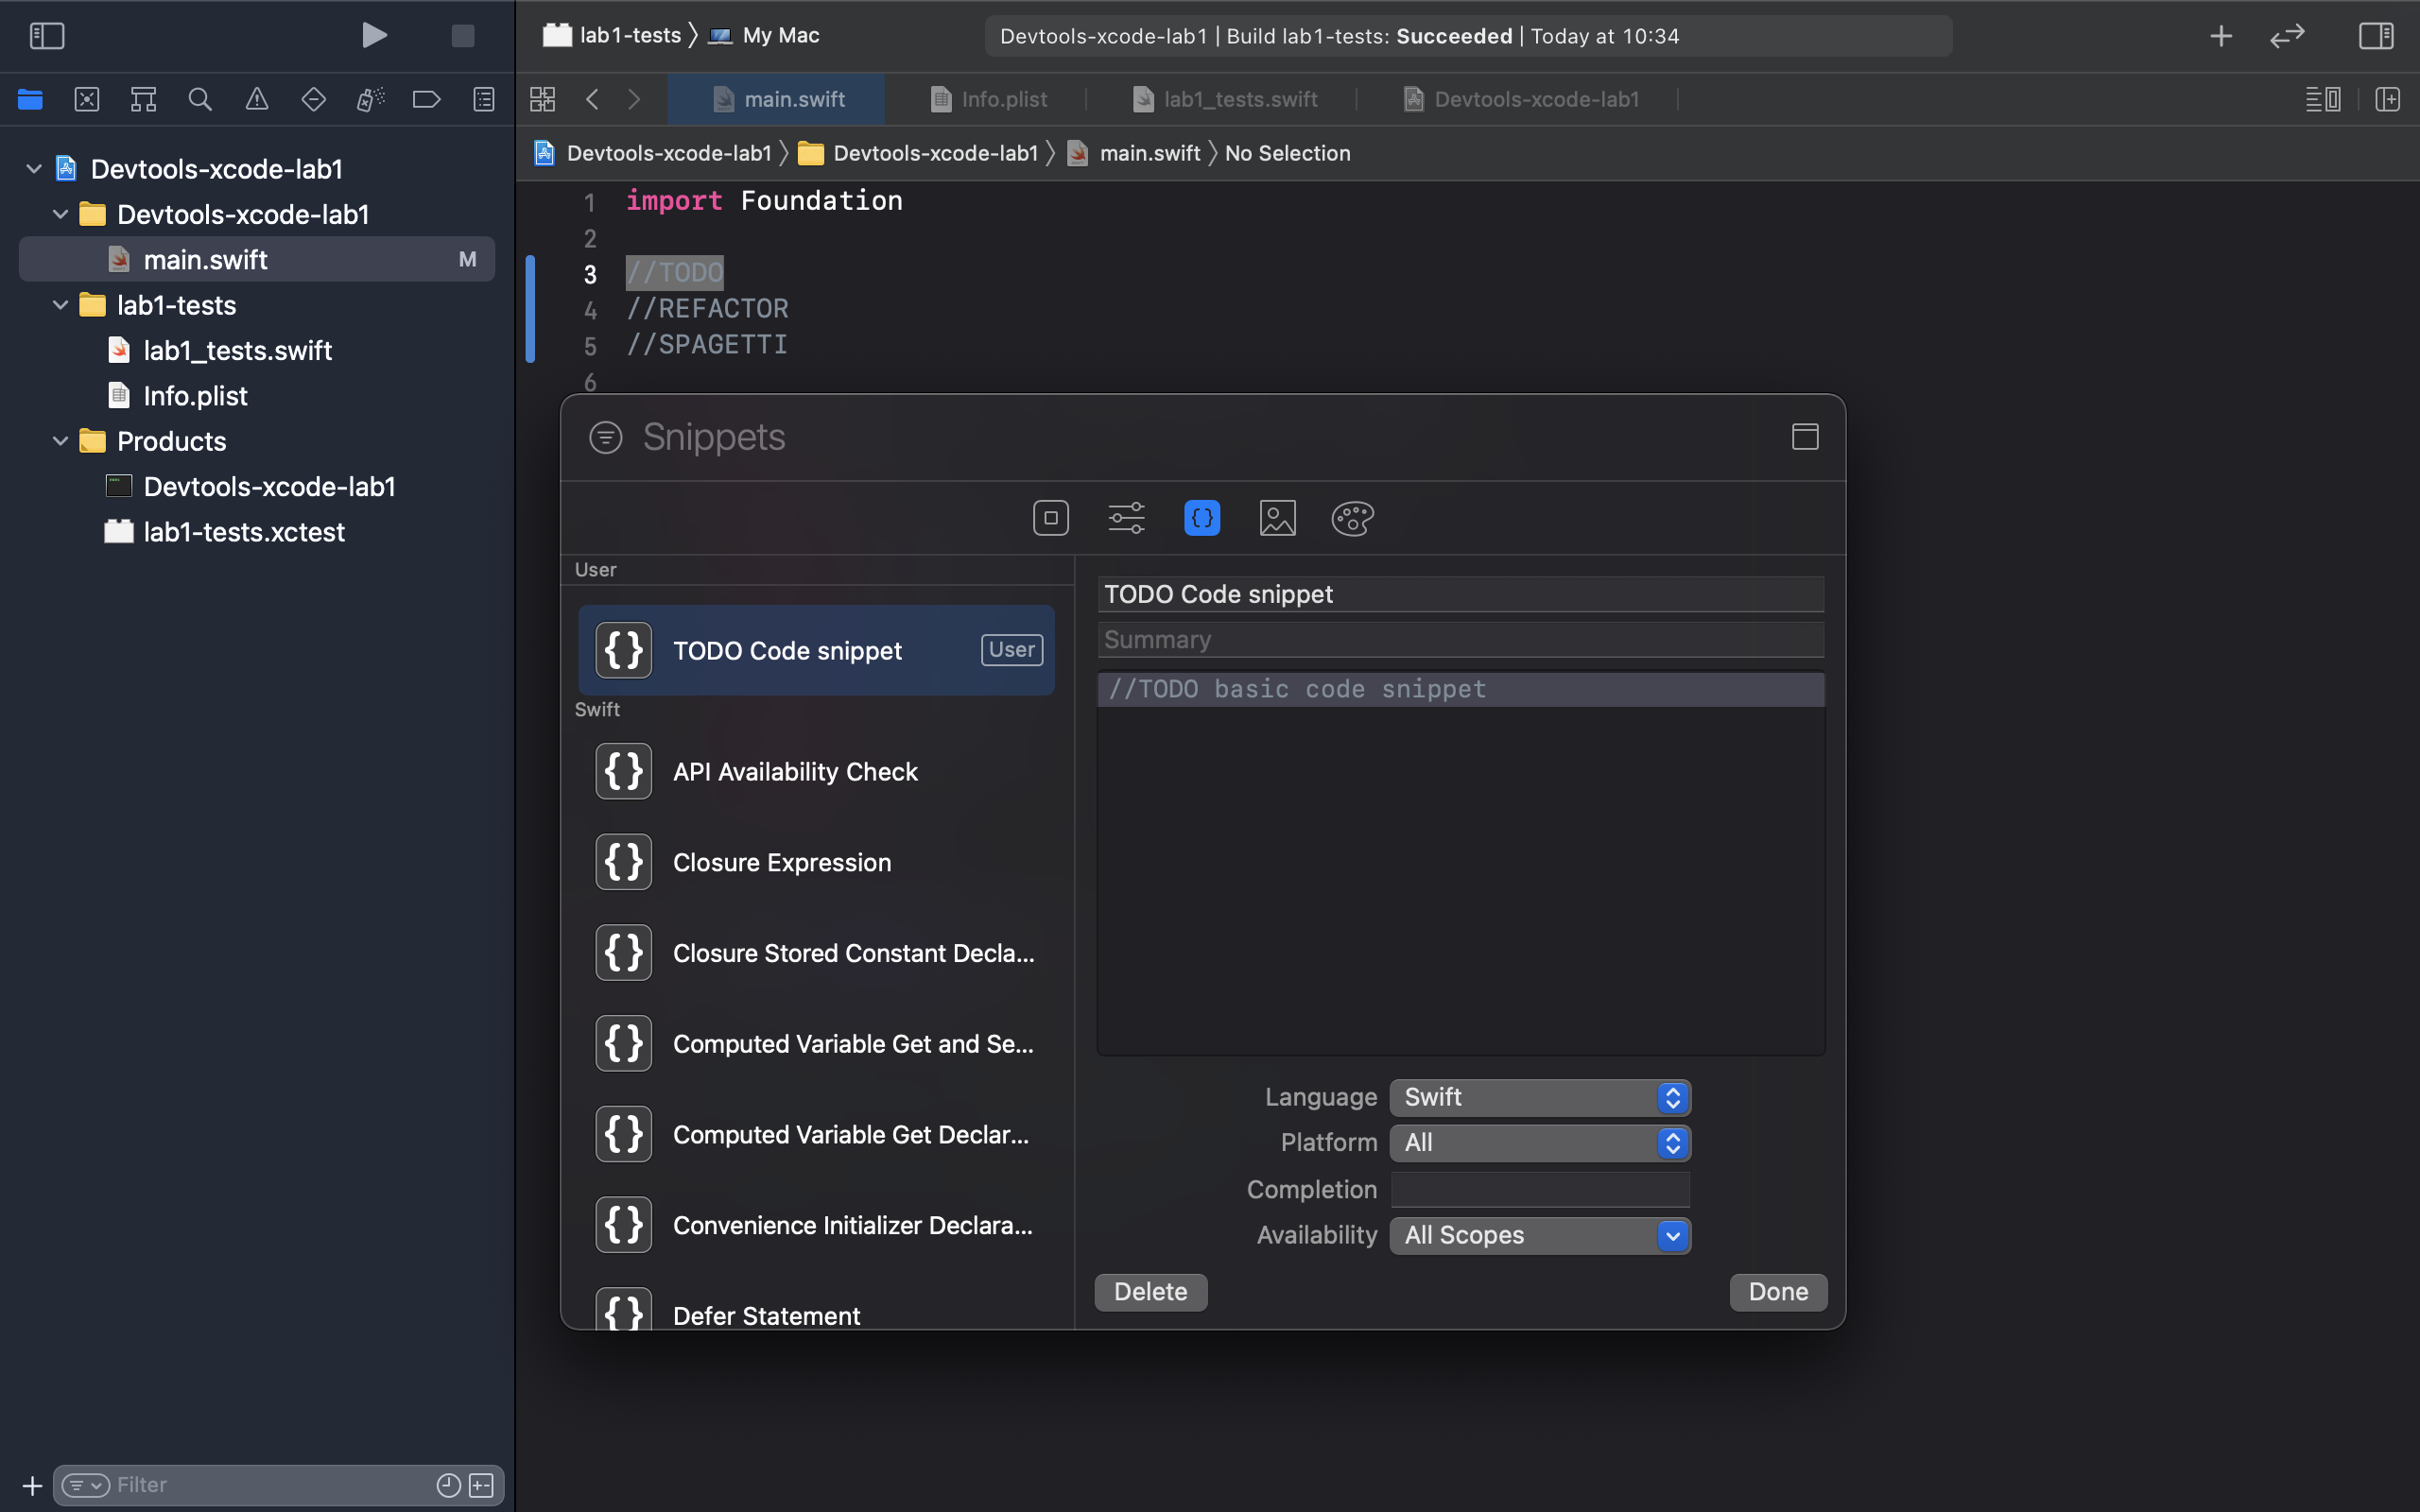 lab1-tests 〉 My Mac
Devtools-xcode-lab1 | Build lab1-tests: Succeeded | Today at 10:34
main.swift
Info.plist
lab1_tests.swift
Devtools-xcode-lab1
Devtools-xcode-lab1 〉 Devtools-xcode-lab1 〉 main.swift 〉 No Selection
Devtools-xcode-lab1
Devtools-xcode-lab1
main.swift M
lab1-tests
lab1_tests.swift
Info.plist
Products
Devtools-xcode-lab1
lab1-tests.xctest
Filter
1 import Foundation
2
3 //TODO
4 //REFACTOR
5 //SPAGETTI
6
Snippets
User
{} TODO Code snippet User
Swift
{} API Availability Check
{} Closure Expression
{} Closure Stored Constant Decla...
{} Computed Variable Get and Se...
{} Computed Variable Get Declar...
{} Convenience Initializer Declara...
{} Defer Statement
TODO Code snippet
Summary
//TODO basic code snippet
Language Swift
Platform All
Completion
Availability All Scopes
Delete
Done